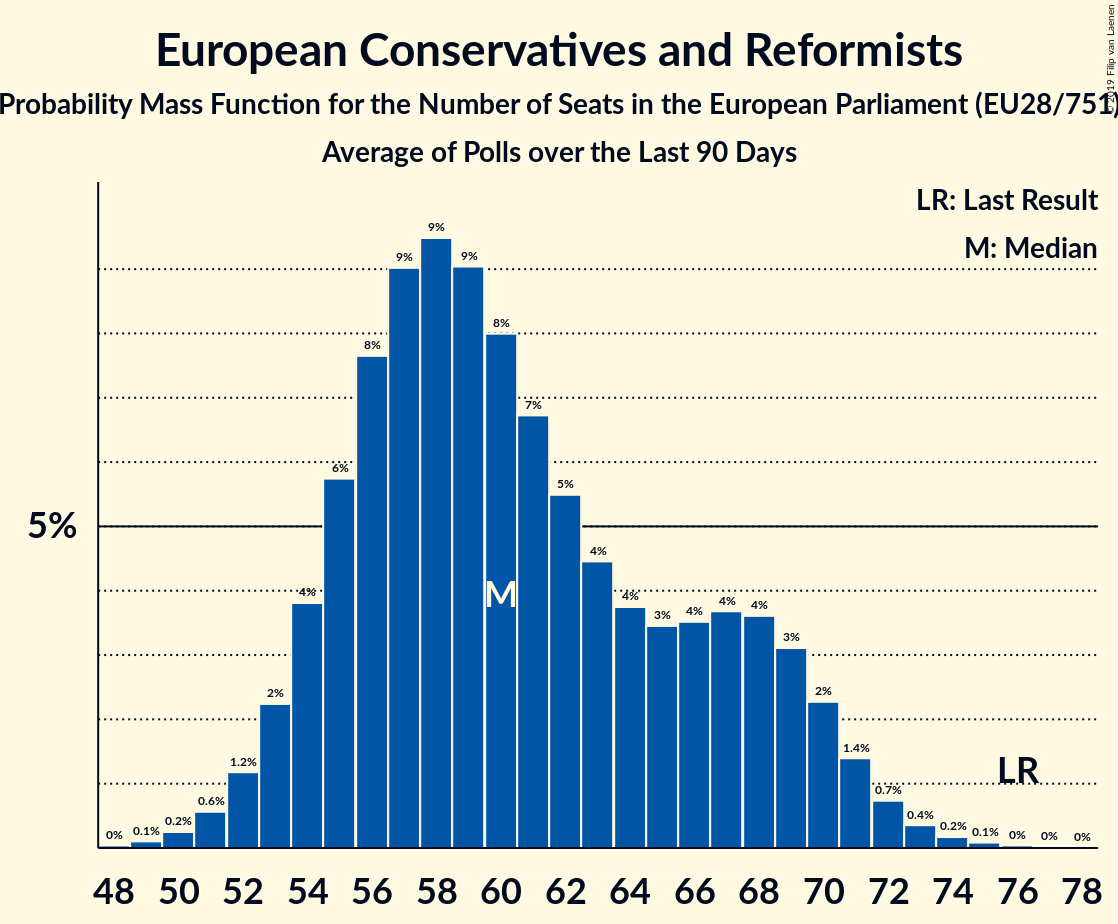 European Conservatives and Reformists
Probability Mass Function for the Number of Seats in the European Parliament (EU28/751)
Average of Polls over the Last 90 Days
© 2019 Filip van Laenen
LR: Last Result
M: Median
5%
0% 0.1% 0.2% 0.6% 1.2% 2% 4% 6% 8% 9% 9% 9% 8% 7% 5% 4% 4% 3% 4% 4% 4% 3% 2% 1.4% 0.7% 0.4% 0.2% 0.1% 0% 0% 0%
M
LR
48 50 52 54 56 58 60 62 64 66 68 70 72 74 76 78